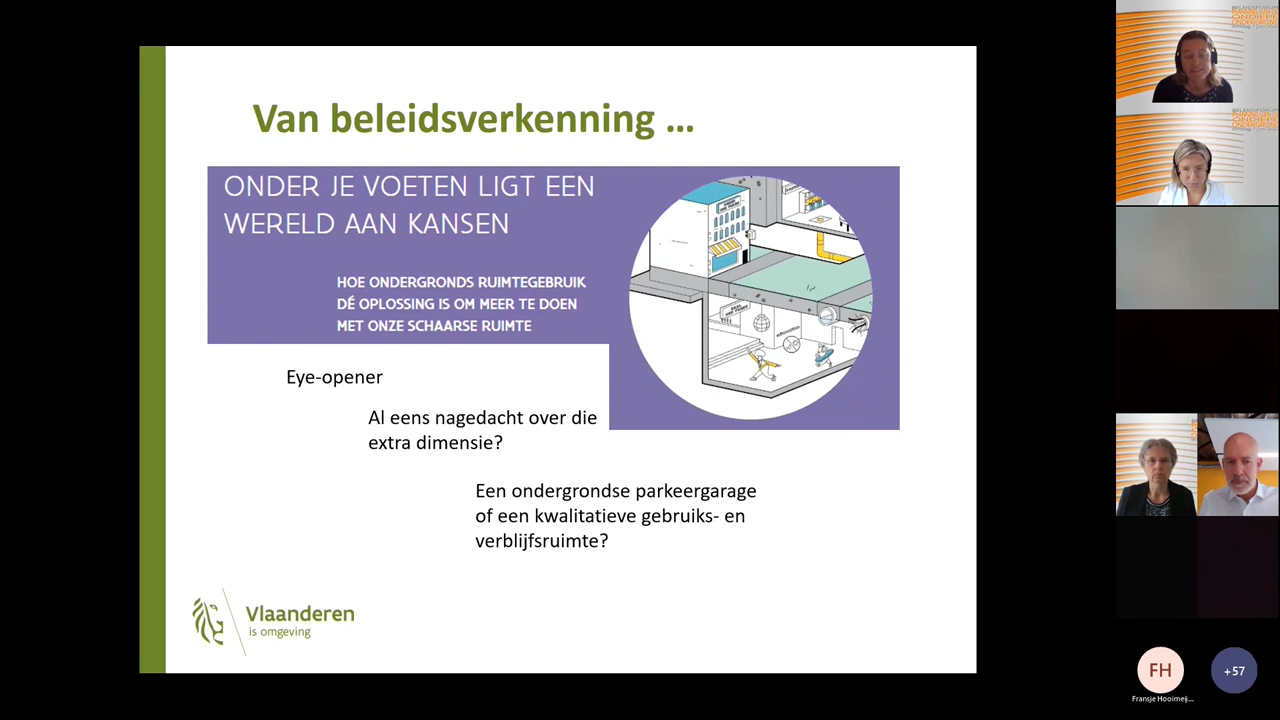 Van beleidsverkenning ...
ONDER JE VOETEN LIGT EEN
WERELD AAN KANSEN
HOE ONDERGRONDS RUIMTEGEBRUIK
DÉ OPLOSSING IS OM MEER TE DOEN
MET ONZE SCHAARSE RUIMTE
Eye-opener
Al eens nagedacht over die
extra dimensie?
Een ondergrondse parkeergarage
of een kwalitatieve gebruiks- en
verblijfsruimte?
Vlaanderen
is omgeving
FH
Fransje Hooimeij...
+57